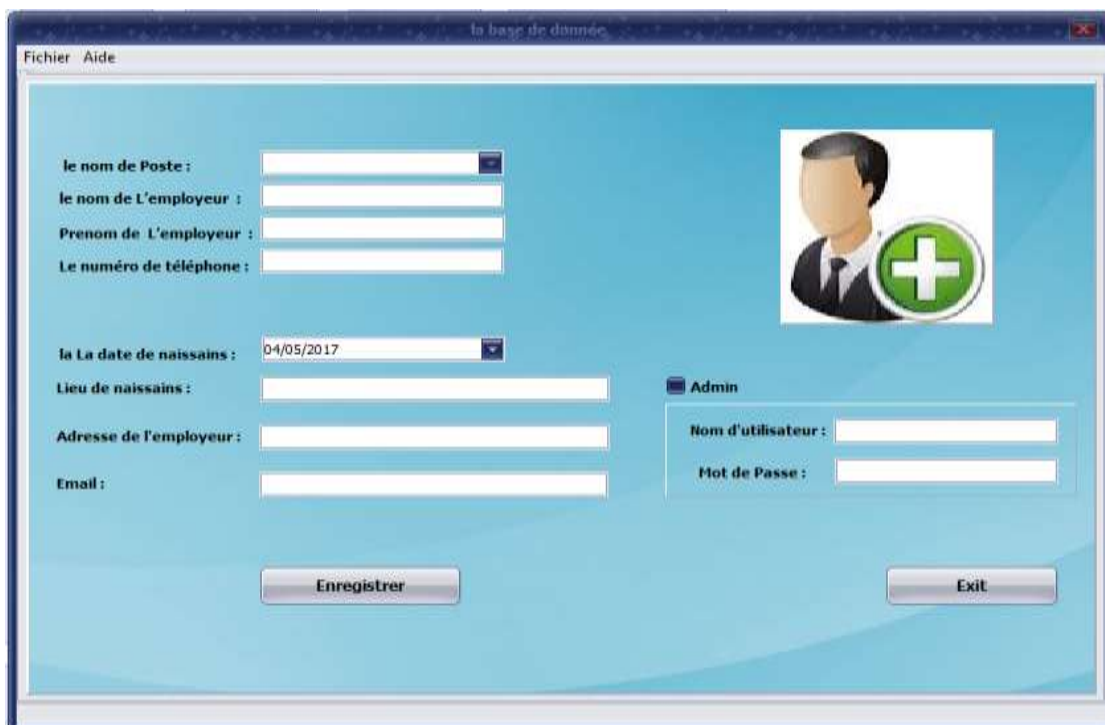 la base de donnée
Fichier Aide
le nom de Poste :
le nom de L'employeur :
Prenom de L'employeur :
Le numéro de téléphone :
la La date de naissains : 04/05/2017
Lieu de naissains :
Admin
Adresse de l'employeur :
Nom d'utilisateur :
Mot de Passe :
Email :
Enregistrer Exit